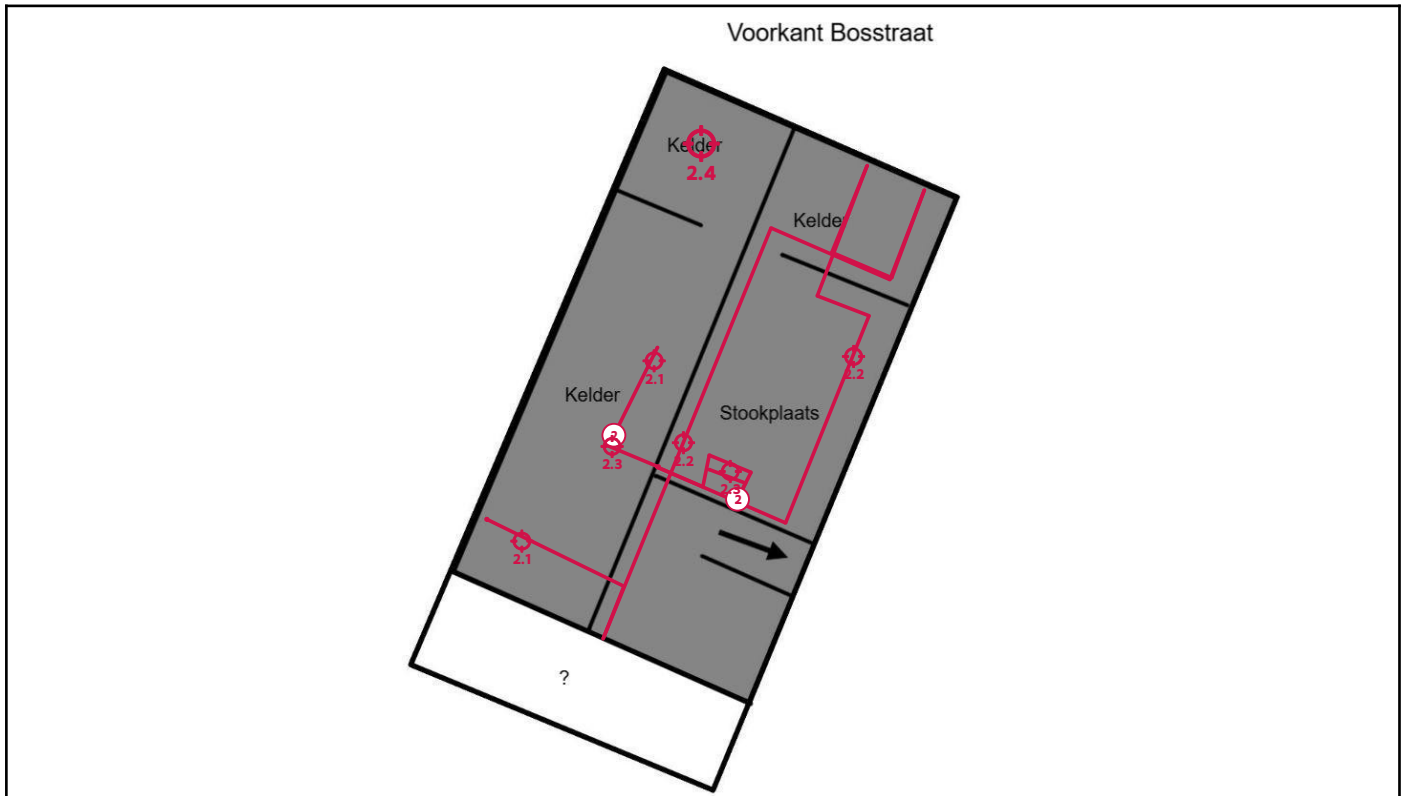 Voorkant Bosstraat
Kelder
2.4
Kelder
2.1
2.2
Kelder
Stookplaats
2
2.3
2.2
2.3
2
2.1
?